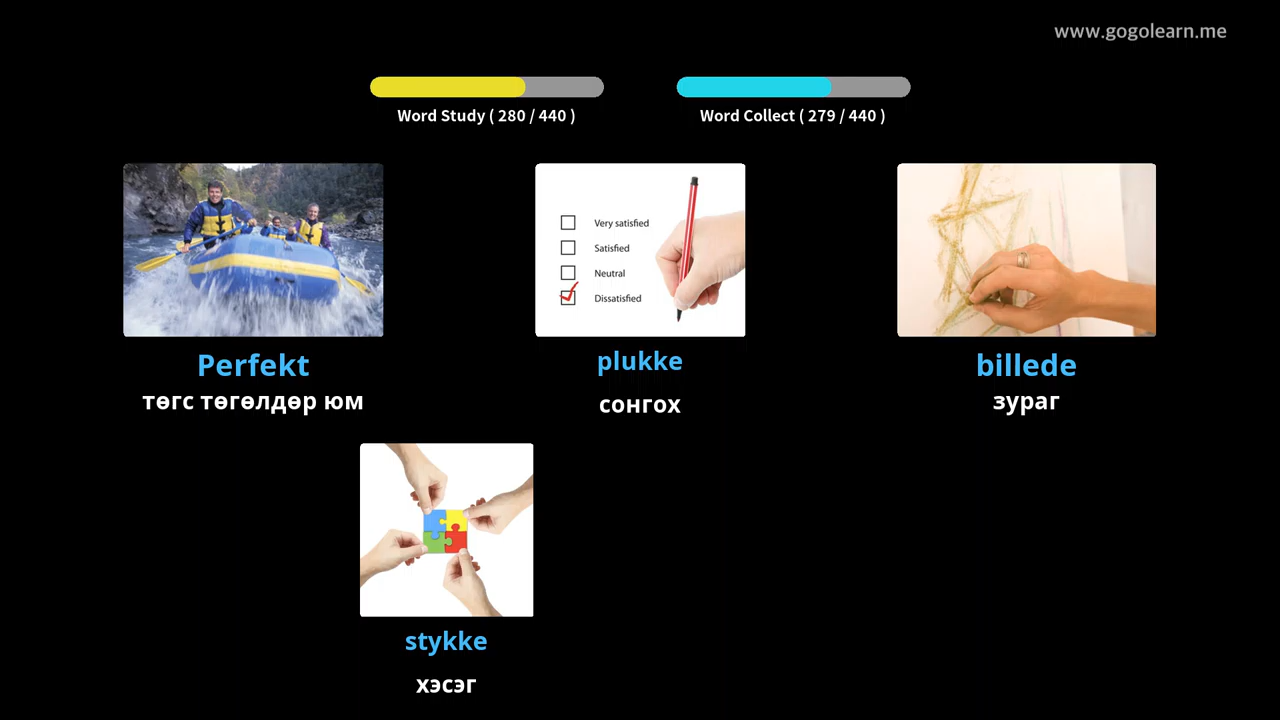 www.gogolearn.me
Word Study ( 280 / 440 )
Word Collect ( 279 / 440 )
Very satisfied
Satisfied
Neutral
Dissatisfied
Perfekt
төгс төгөлдөр юм
plukke
сонгох
billede
зураг
stykke
хэсэг